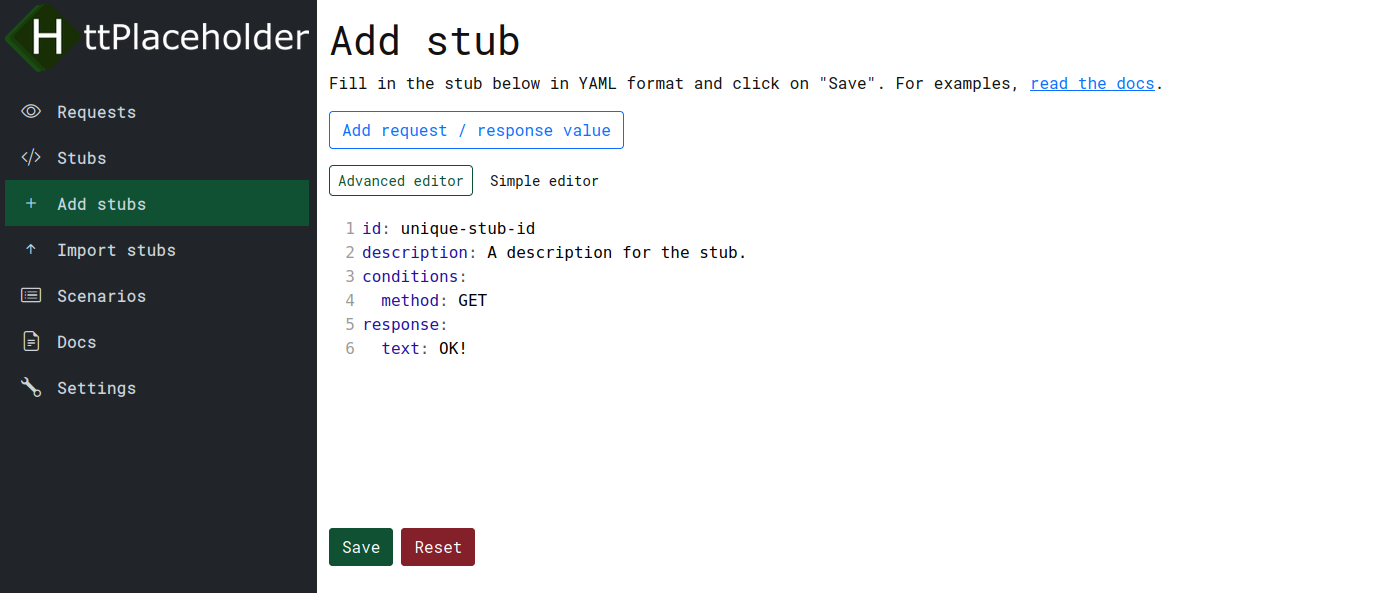 HttPlaceholder
Requests
Stubs
Add stubs
Import stubs
Scenarios
Docs
Settings
Add stub
Fill in the stub below in YAML format and click on "Save". For examples, read the docs.
Add request / response value
Advanced editor Simple editor
1 id: unique-stub-id
2 description: A description for the stub.
3 conditions:
4   method: GET
5 response:
6   text: OK!
Save Reset